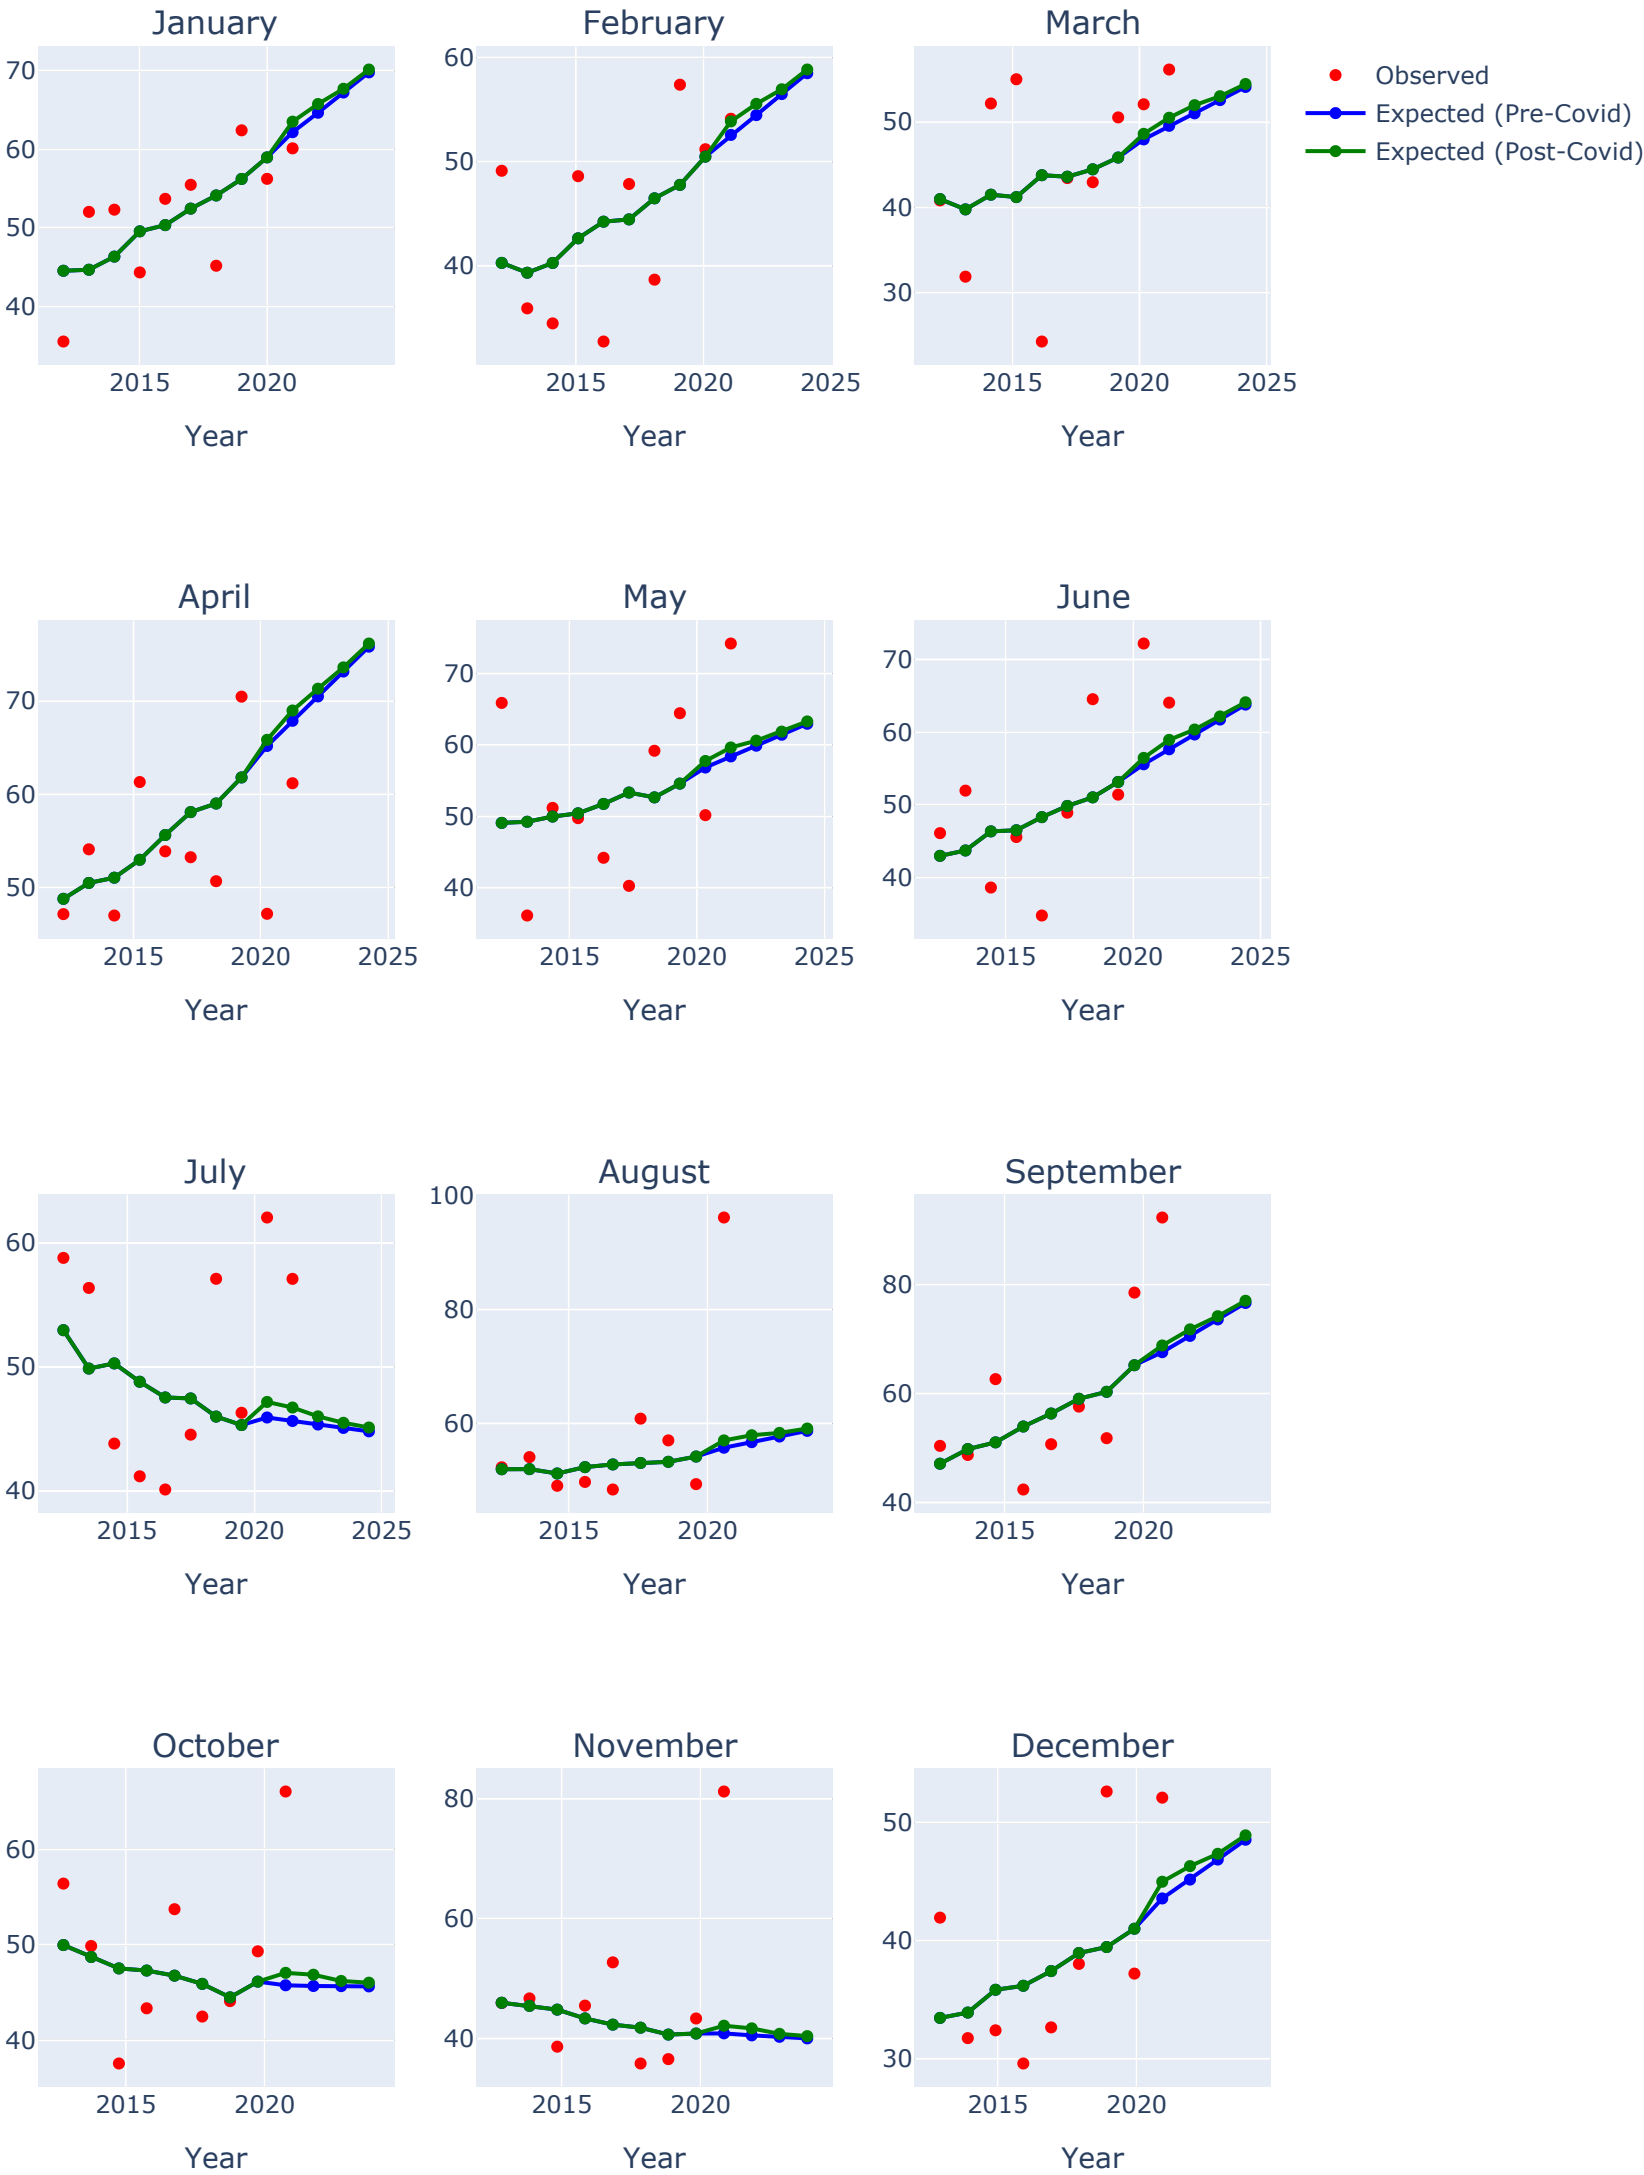 January
February
March
70
60
50
40
2015
2020
Year
60
50
40
2015
2020
2025
Year
50
40
30
2015
2020
2025
Year
Observed
Expected (Pre-Covid)
Expected (Post-Covid)
April
May
June
70
60
50
2015
2020
2025
Year
70
60
50
40
2015
2020
2025
Year
70
60
50
40
2015
2020
2025
Year
July
August
September
60
50
40
2015
2020
2025
Year
100
80
60
2015
2020
Year
80
60
40
2015
2020
Year
October
November
December
60
50
40
2015
2020
Year
80
60
40
2015
2020
Year
50
40
30
2015
2020
Year